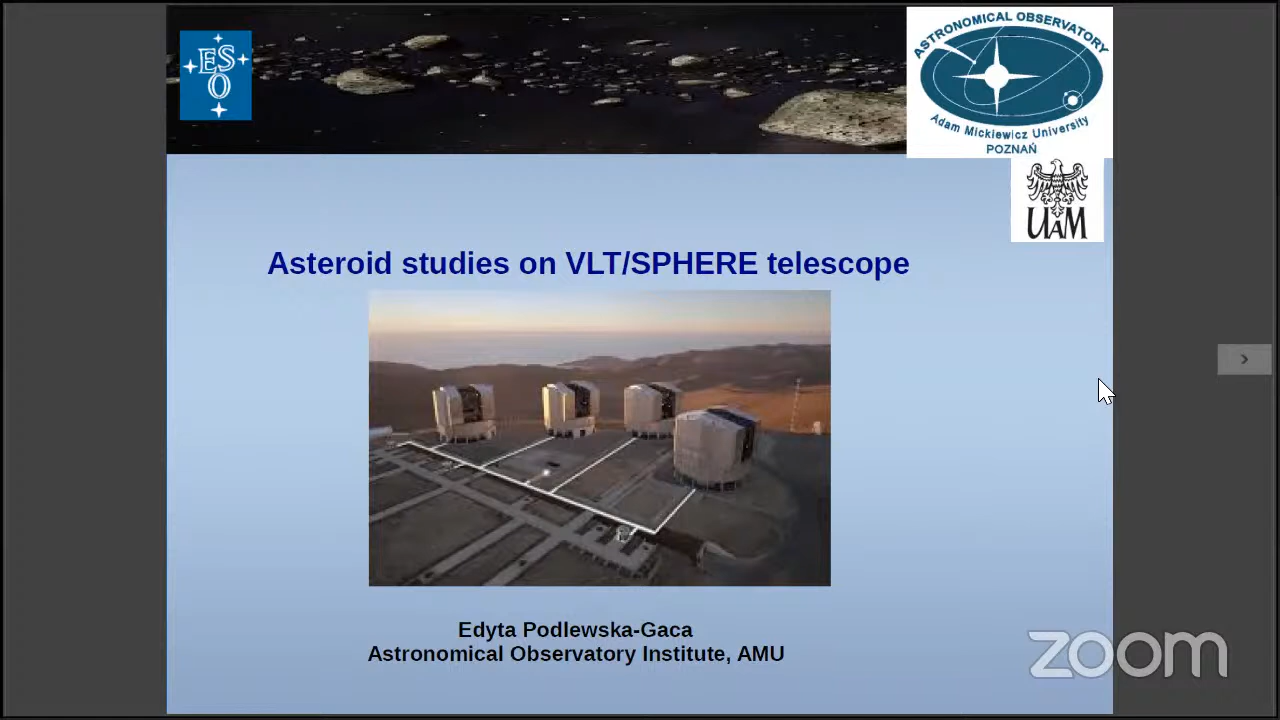 ESO
ASTRONOMICAL OBSERVATORY
Adam Mickiewicz University
POZNAŃ
UAM
Asteroid studies on VLT/SPHERE telescope
Edyta Podlewska-Gaca
Astronomical Observatory Institute, AMU
zoom